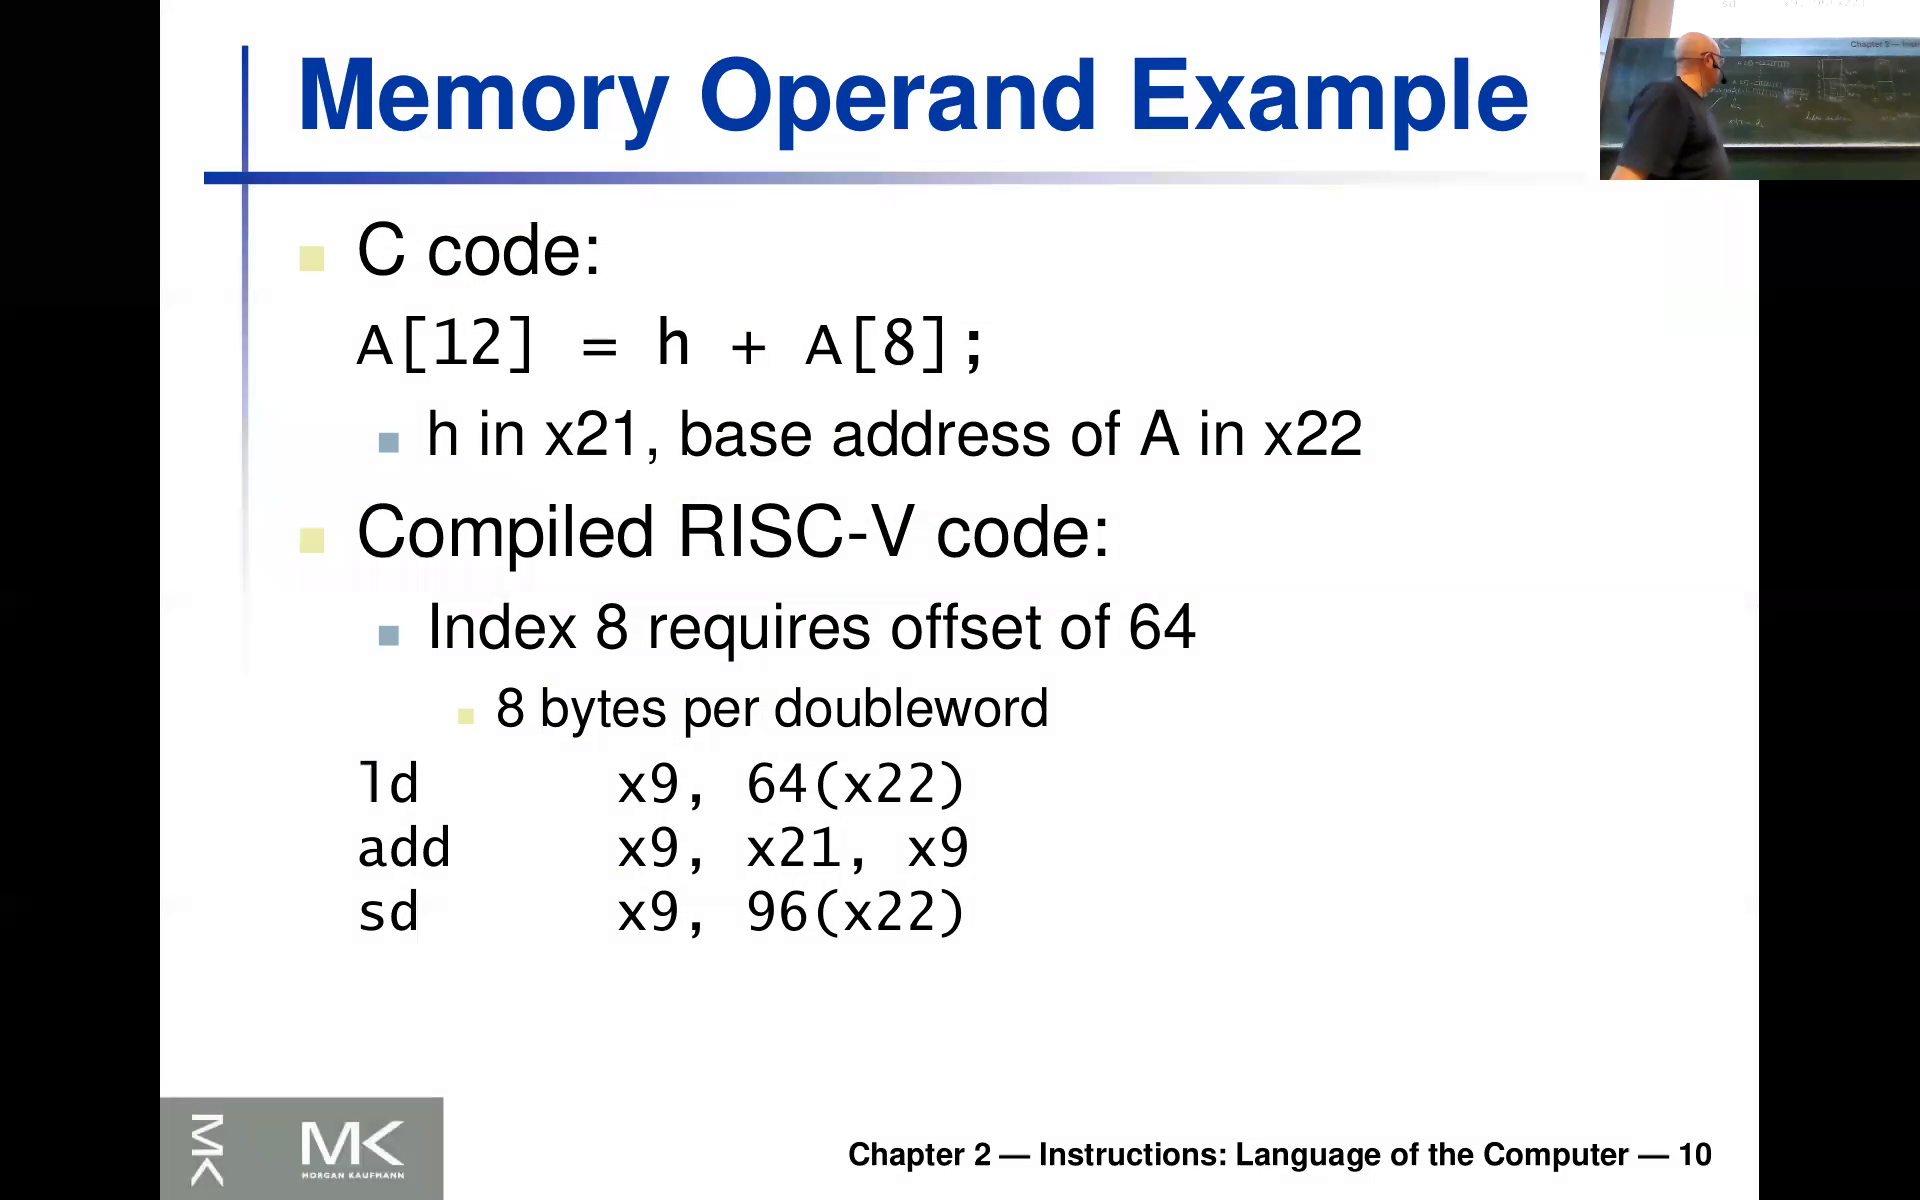 Memory Operand Example
C code:
A[12] = h + A[8];
h in x21, base address of A in x22
Compiled RISC-V code:
Index 8 requires offset of 64
8 bytes per doubleword
ld x9, 64(x22)
add x9, x21, x9
sd x9, 96(x22)
MK
MK
MORGAN KAUFMANN
Chapter 2 — Instructions: Language of the Computer — 10